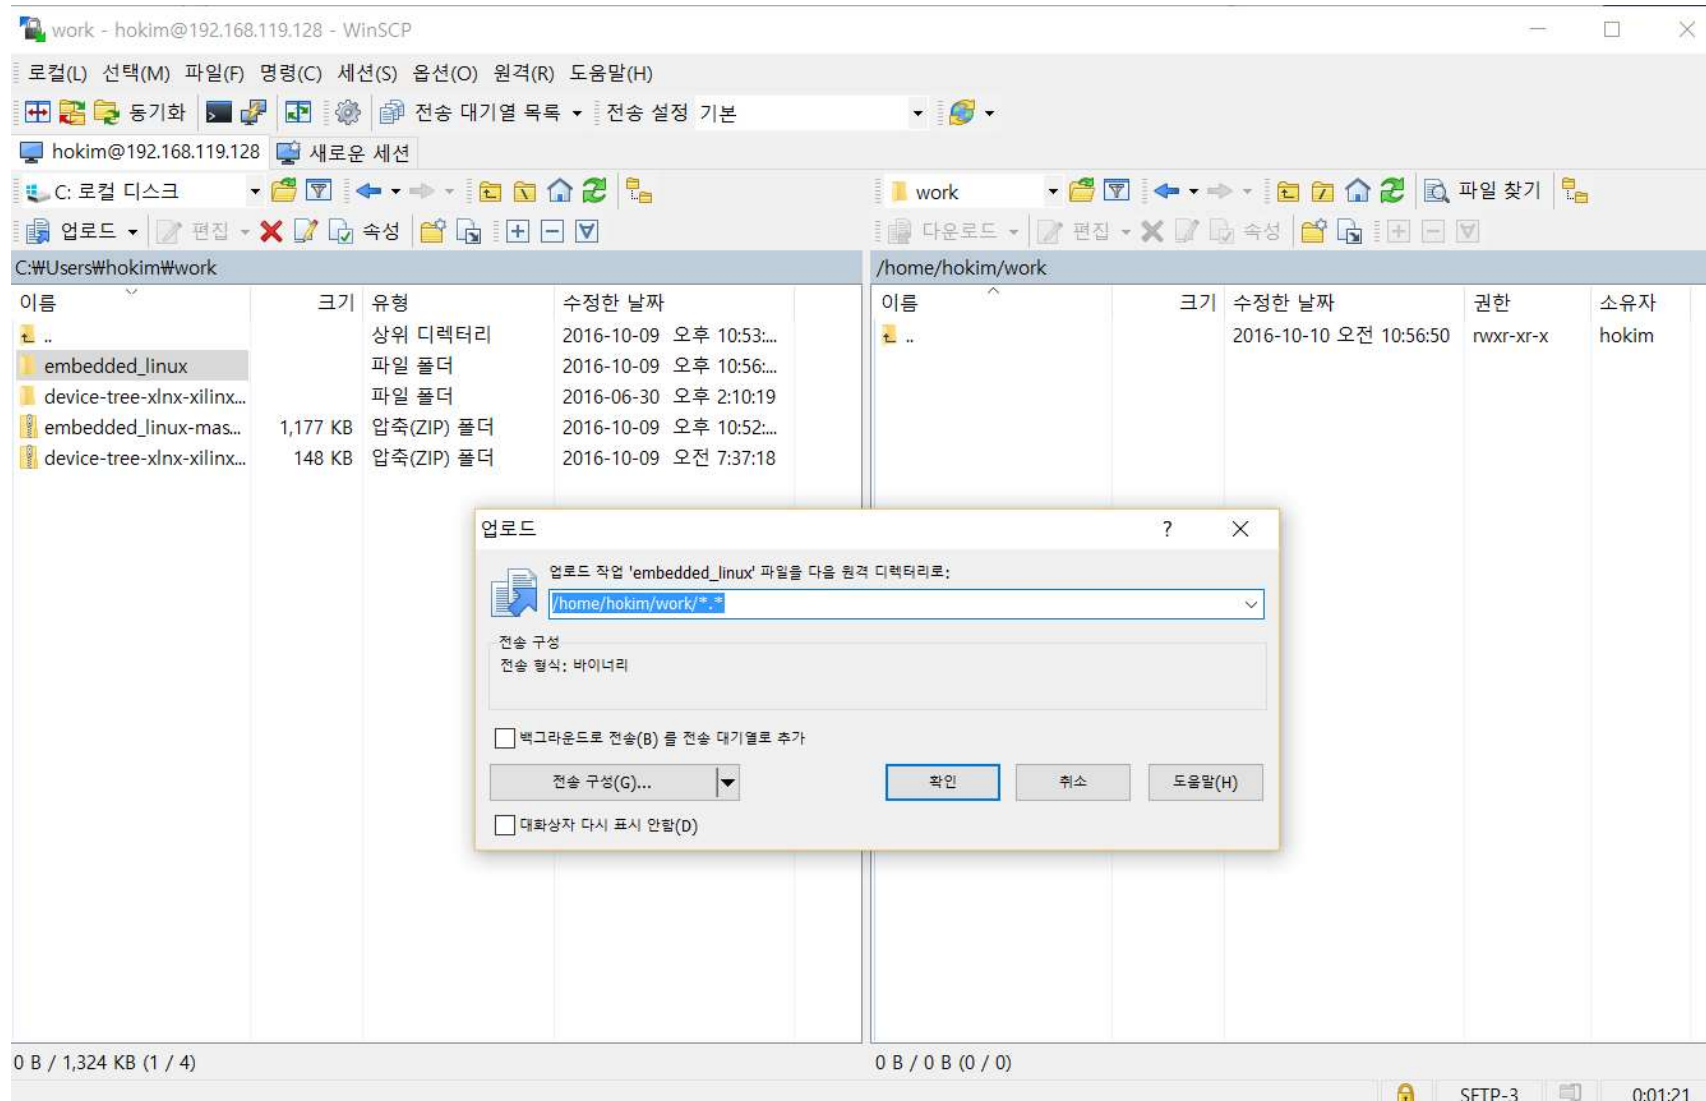 work - hokim@192.168.119.128 - WinSCP
로컬(L) 선택(M) 파일(F) 명령(C) 세션(S) 옵션(O) 원격(R) 도움말(H)
동기화 전송 대기열 목록 전송 설정 기본
hokim@192.168.119.128 새로운 세션
C: 로컬 디스크 work 파일 찾기
업로드 편집 속성 다운로드 편집 속성
C:₩Users₩hokim₩work /home/hokim/work
이름 크기 유형 수정한 날짜 이름 크기 수정한 날짜 권한 소유자
.. 상위 디렉터리 2016-10-09 오후 10:53:... .. 2016-10-10 오전 10:56:50 rwxr-xr-x hokim
embedded_linux 파일 폴더 2016-10-09 오후 10:56:...
device-tree-xlnx-xilinx... 파일 폴더 2016-06-30 오후 2:10:19
embedded_linux-mas... 1,177 KB 압축(ZIP) 폴더 2016-10-09 오후 10:52:...
device-tree-xlnx-xilinx... 148 KB 압축(ZIP) 폴더 2016-10-09 오전 7:37:18
업로드 ?
업로드 작업 'embedded_linux' 파일을 다음 원격 디렉터리로:
/home/hokim/work/*.*
전송 구성
전송 형식: 바이너리
백그라운드로 전송(B) 를 전송 대기열로 추가
전송 구성(G)... 확인 취소 도움말(H)
대화상자 다시 표시 안함(D)
0 B / 1,324 KB (1 / 4) 0 B / 0 B (0 / 0)
SFTP-3 0:01:21